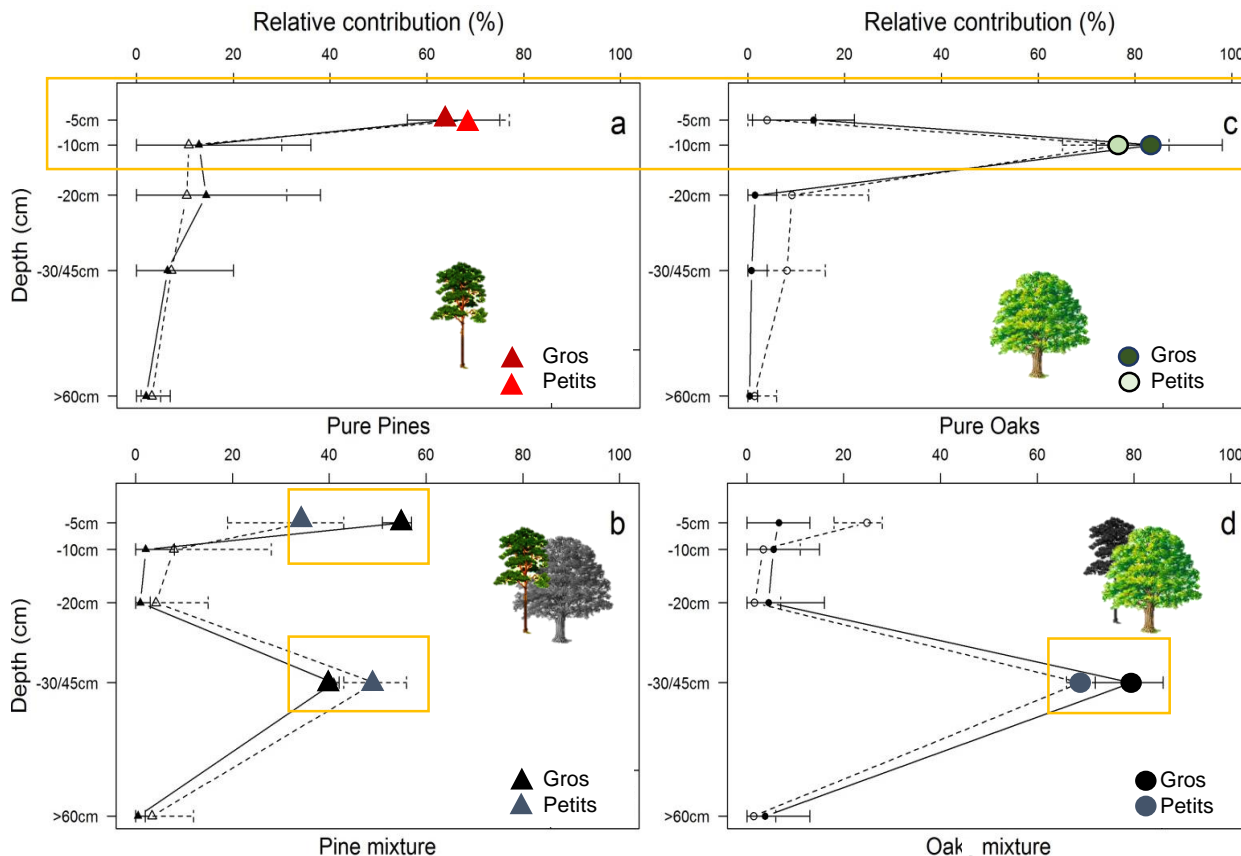 Relative contribution (%)
0 20 40 60 80 100
Depth (cm)
-5cm
-10cm
-20cm
-30/45cm
>60cm
a
Gros
Petits
Pure Pines
Relative contribution (%)
0 20 40 60 80 100
-5cm
-10cm
-20cm
-30/45cm
>60cm
c
Gros
Petits
Pure Oaks
0 20 40 60 80 100
Depth (cm)
-5cm
-10cm
-20cm
-30/45cm
>60cm
b
Gros
Petits
Pine mixture
0 20 40 60 80 100
-5cm
-10cm
-20cm
-30/45cm
>60cm
d
Gros
Petits
Oak mixture